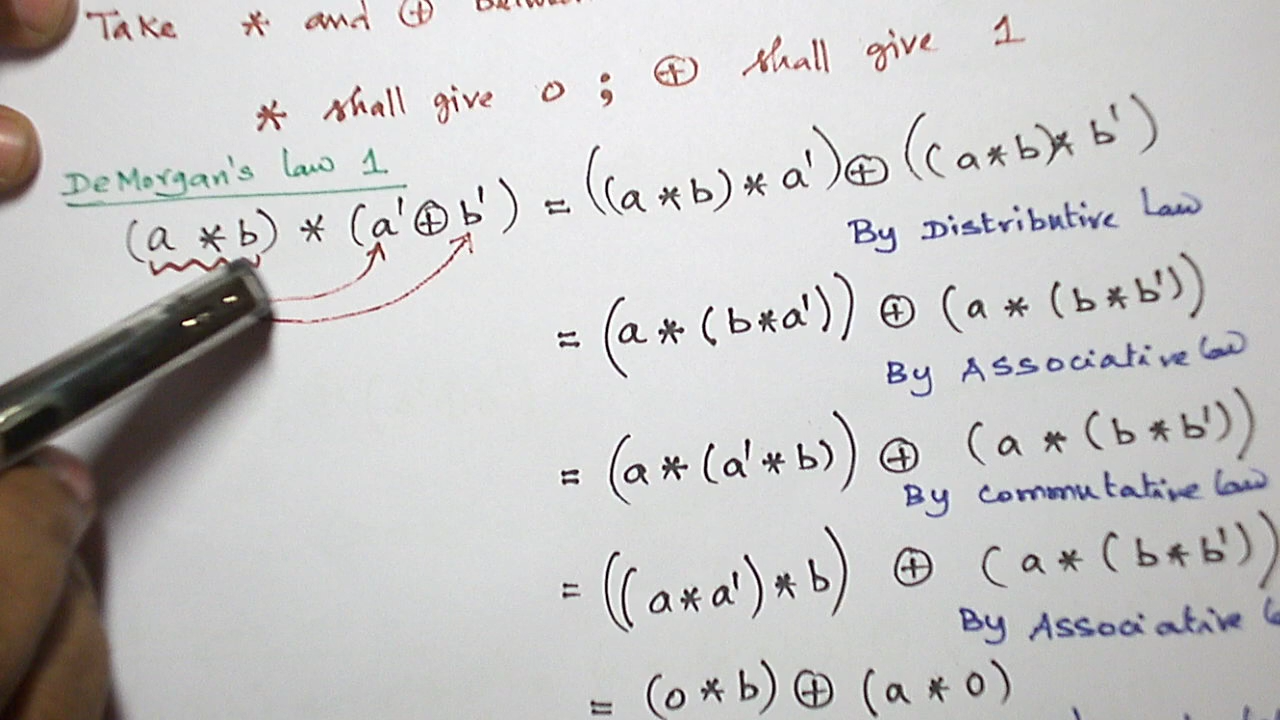 Take * and ⊕
* shall give 0 ; ⊕ shall give 1
DeMorgan's law 1
(a * b) * (a' ⊕ b') = ((a * b) * a') ⊕ ((a * b) * b')
By Distributive Law
= (a * (b * a')) ⊕ (a * (b * b'))
By Associative law
= (a * (a' * b)) ⊕ (a * (b * b'))
By Commutative law
= ((a * a') * b) ⊕ (a * (b * b'))
By Associative
= (0 * b) ⊕ (a * 0)